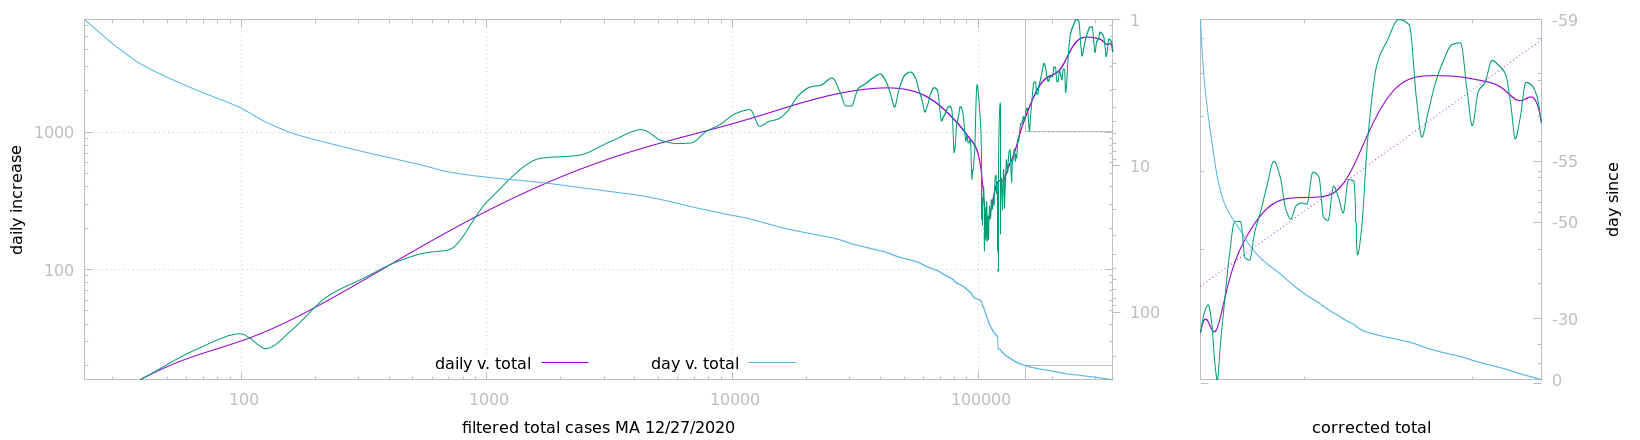 1
-59
1000
10
-55
daily increase
day since
-50
100
100
-30
daily v. total
day v. total
0
100
1000
10000
100000
filtered total cases MA 12/27/2020
corrected total